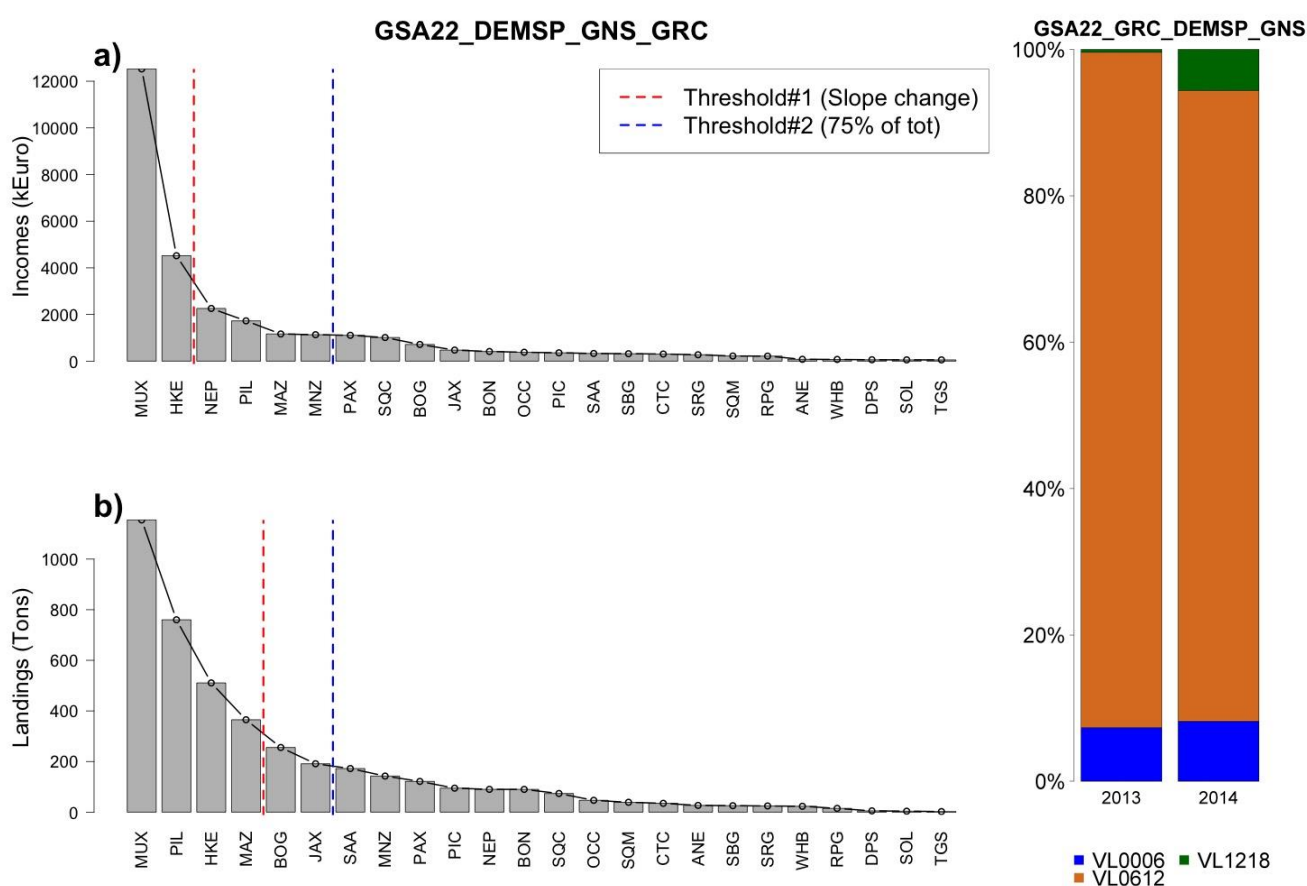 GSA22_DEMSP_GNS_GRC
a)
Incomes (kEuro)
12000
10000
8000
6000
4000
2000
0
Threshold#1 (Slope change)
Threshold#2 (75% of tot)
MUX HKE NEP PIL MAZ MNZ PAX SQC BOG JAX BON OCC PIC SAA SBG CTC SRG SQM RPG ANE WHB DPS SOL TGS
b)
Landings (Tons)
1000
800
600
400
200
0
MUX PIL HKE MAZ BOG JAX SAA MNZ PAX PIC NEP BON SQC OCC SQM CTC ANE SBG SRG WHB RPG DPS SOL TGS
GSA22_GRC_DEMSP_GNS
100%
80%
60%
40%
20%
0%
2013 2014
VL0006 VL1218
VL0612